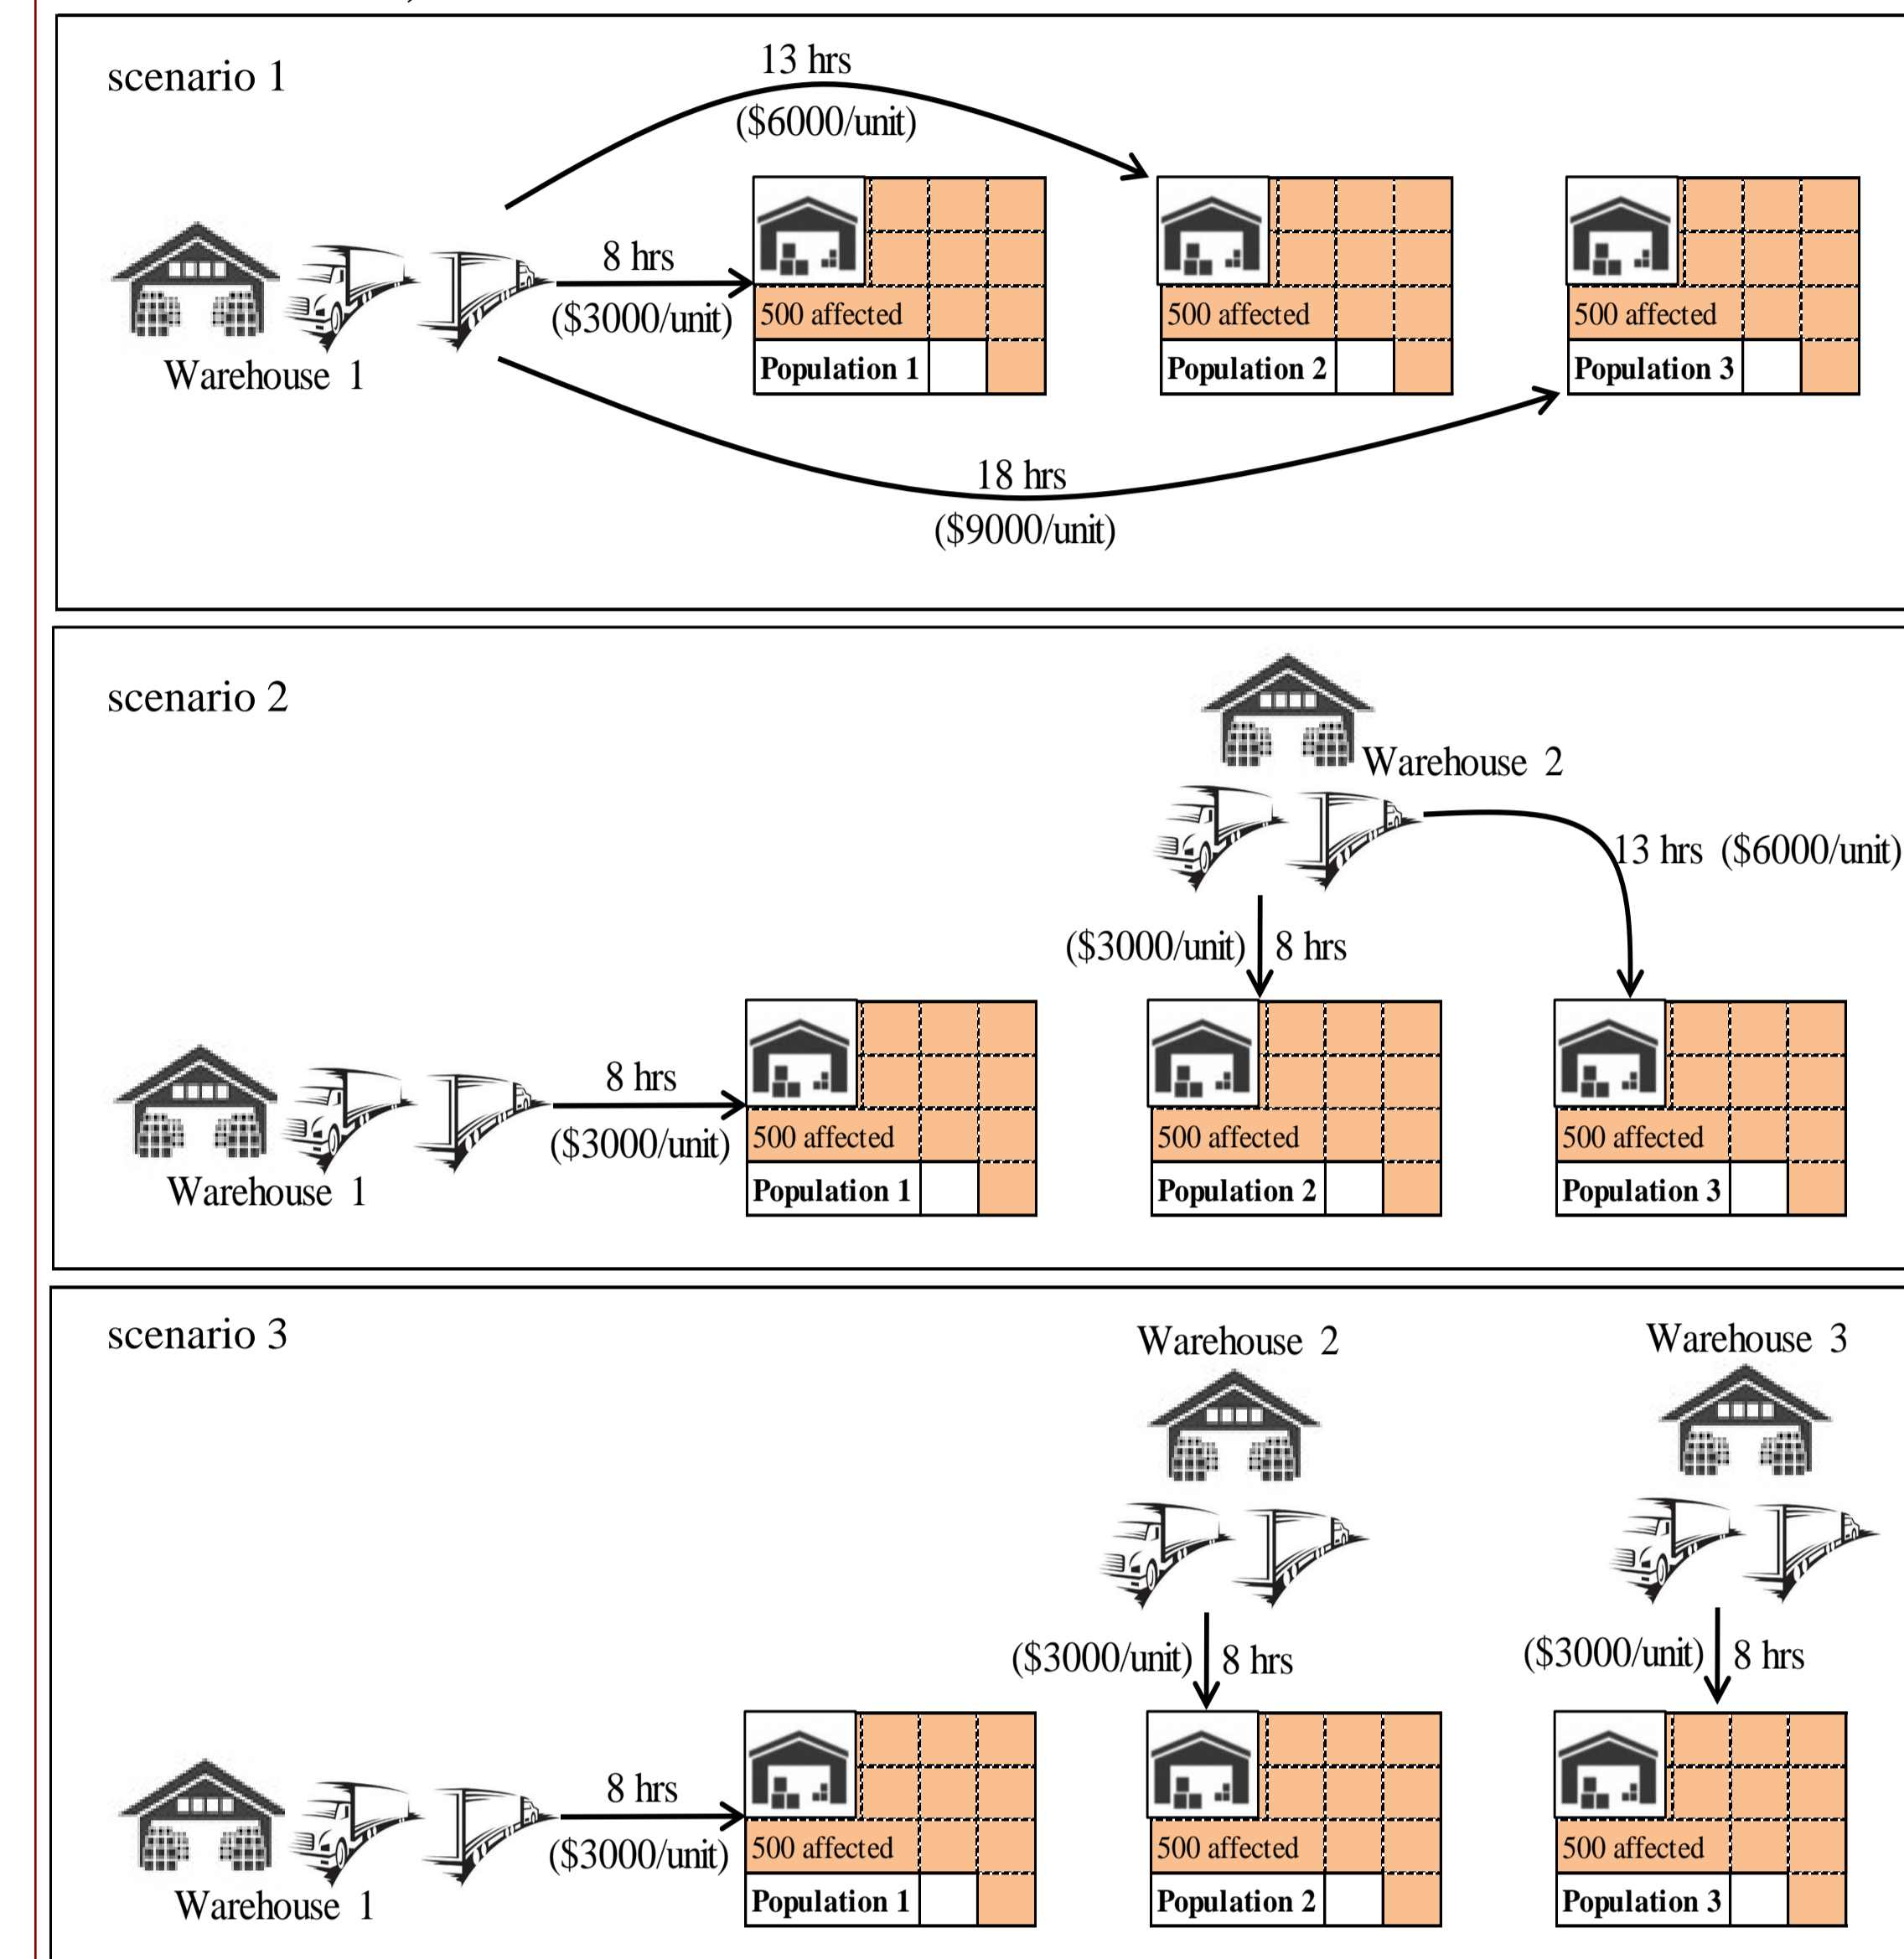 scenario 1
13 hrs
($6000/unit)
8 hrs
($3000/unit)
500 affected
500 affected
500 affected
Warehouse 1
Population 1
Population 2
Population 3
18 hrs
($9000/unit)
scenario 2
Warehouse 2
13 hrs ($6000/unit)
($3000/unit) 8 hrs
8 hrs
($3000/unit)
500 affected
500 affected
500 affected
Warehouse 1
Population 1
Population 2
Population 3
scenario 3
Warehouse 2
Warehouse 3
($3000/unit) 8 hrs
($3000/unit) 8 hrs
8 hrs
($3000/unit)
500 affected
500 affected
500 affected
Warehouse 1
Population 1
Population 2
Population 3